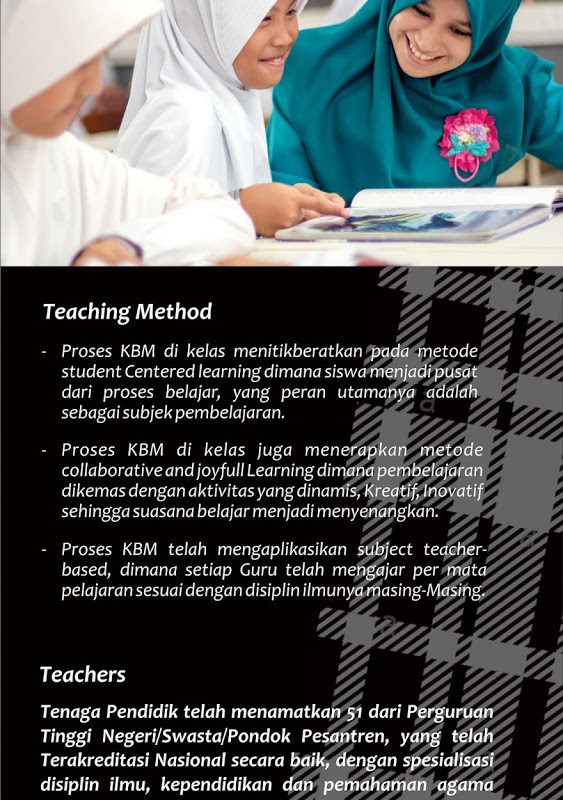 Teaching Method
- Proses KBM di kelas menitikberatkan pada metode
student Centered learning dimana siswa menjadi pusat
dari proses belajar, yang peran utamanya adalah
sebagai subjek pembelajaran.
- Proses KBM di kelas juga menerapkan metode
collaborative and joyfull Learning dimana pembelajaran
dikemas dengan aktivitas yang dinamis, Kreatif, Inovatif
sehingga suasana belajar menjadi menyenangkan.
- Proses KBM telah mengaplikasikan subject teacher-
based, dimana setiap Guru telah mengajar per mata
pelajaran sesuai dengan disiplin ilmunya masing-Masing.
Teachers
Tenaga Pendidik telah menamatkan 51 dari Perguruan
Tinggi Negeri/Swasta/Pondok Pesantren, yang telah
Terakreditasi Nasional secara baik, dengan spesialisasi
disiplin ilmu, kependidikan dan pemahaman agama